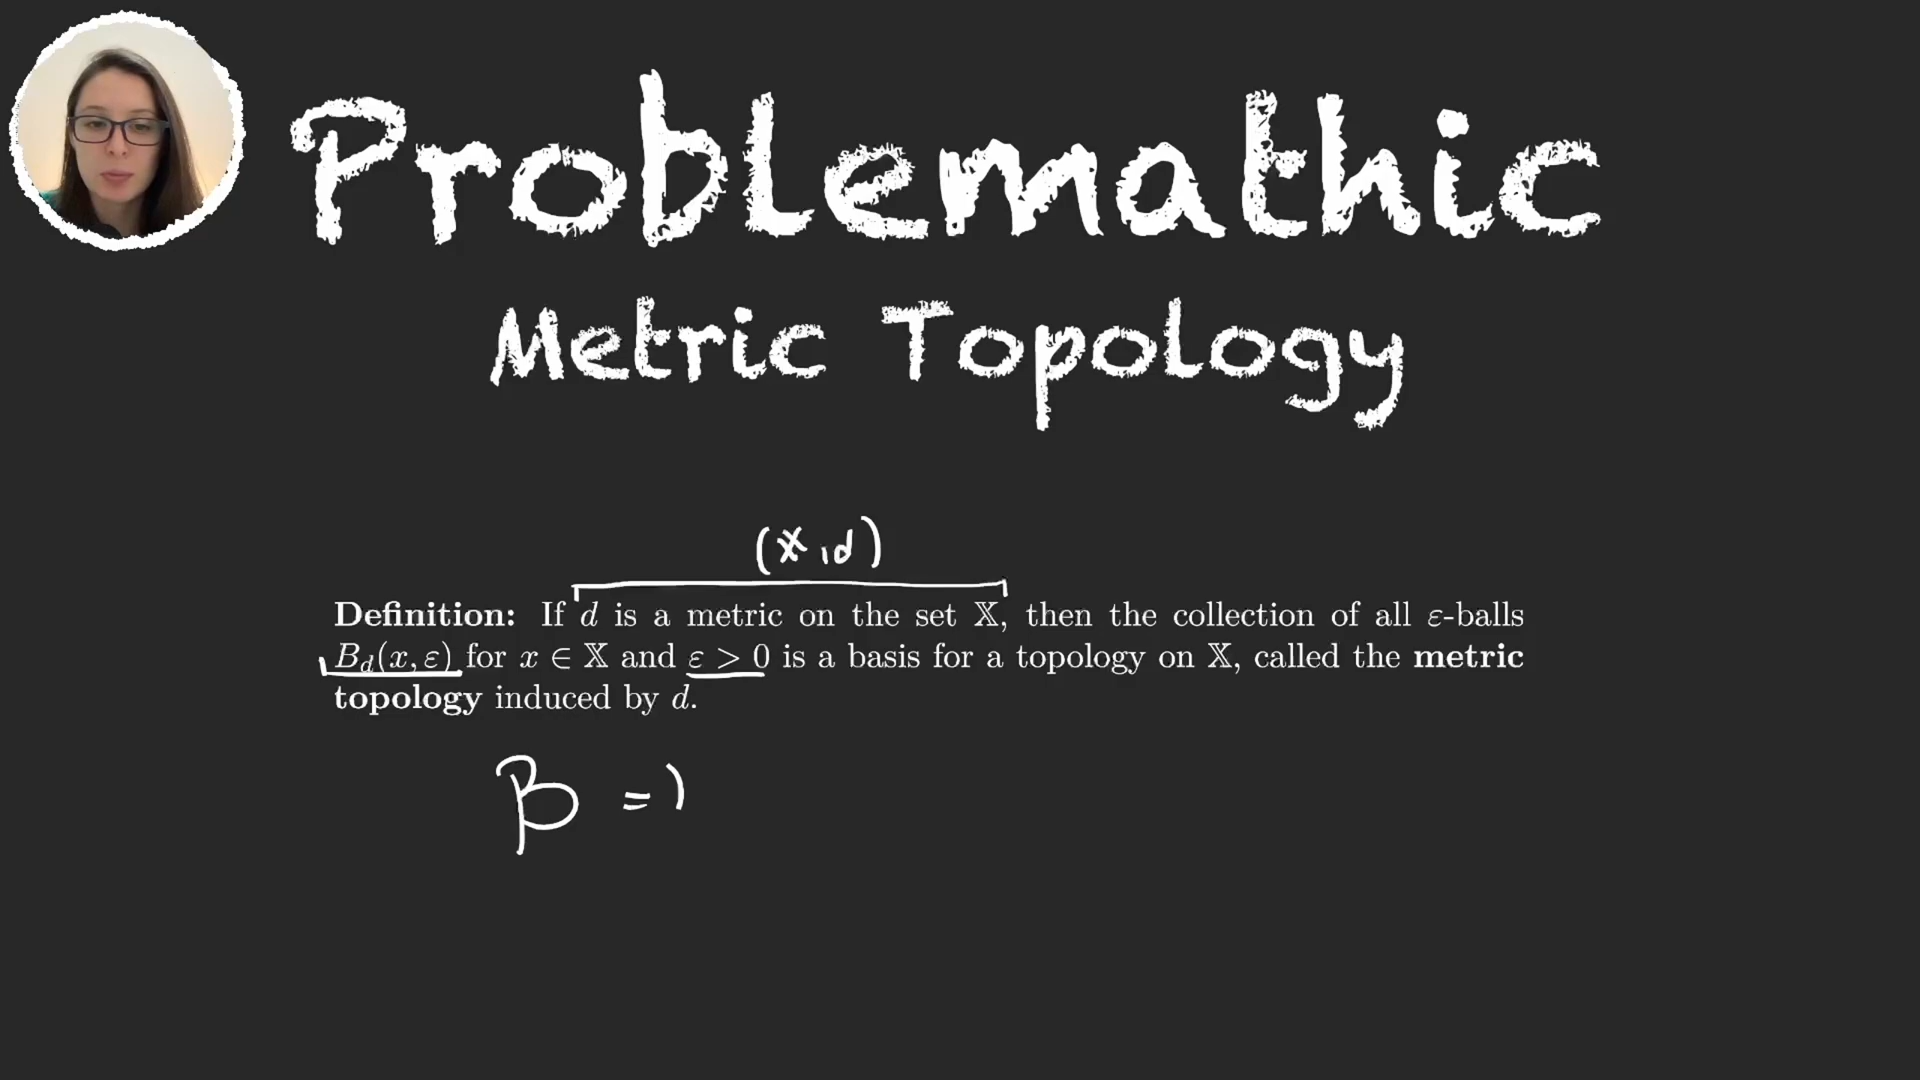 Problemathic
Metric Topology
(𝕏, d)
Definition: If d is a metric on the set 𝕏, then the collection of all ε-balls
B_d(x, ε) for x ∈ 𝕏 and ε > 0 is a basis for a topology on 𝕏, called the metric
topology induced by d.
B = )